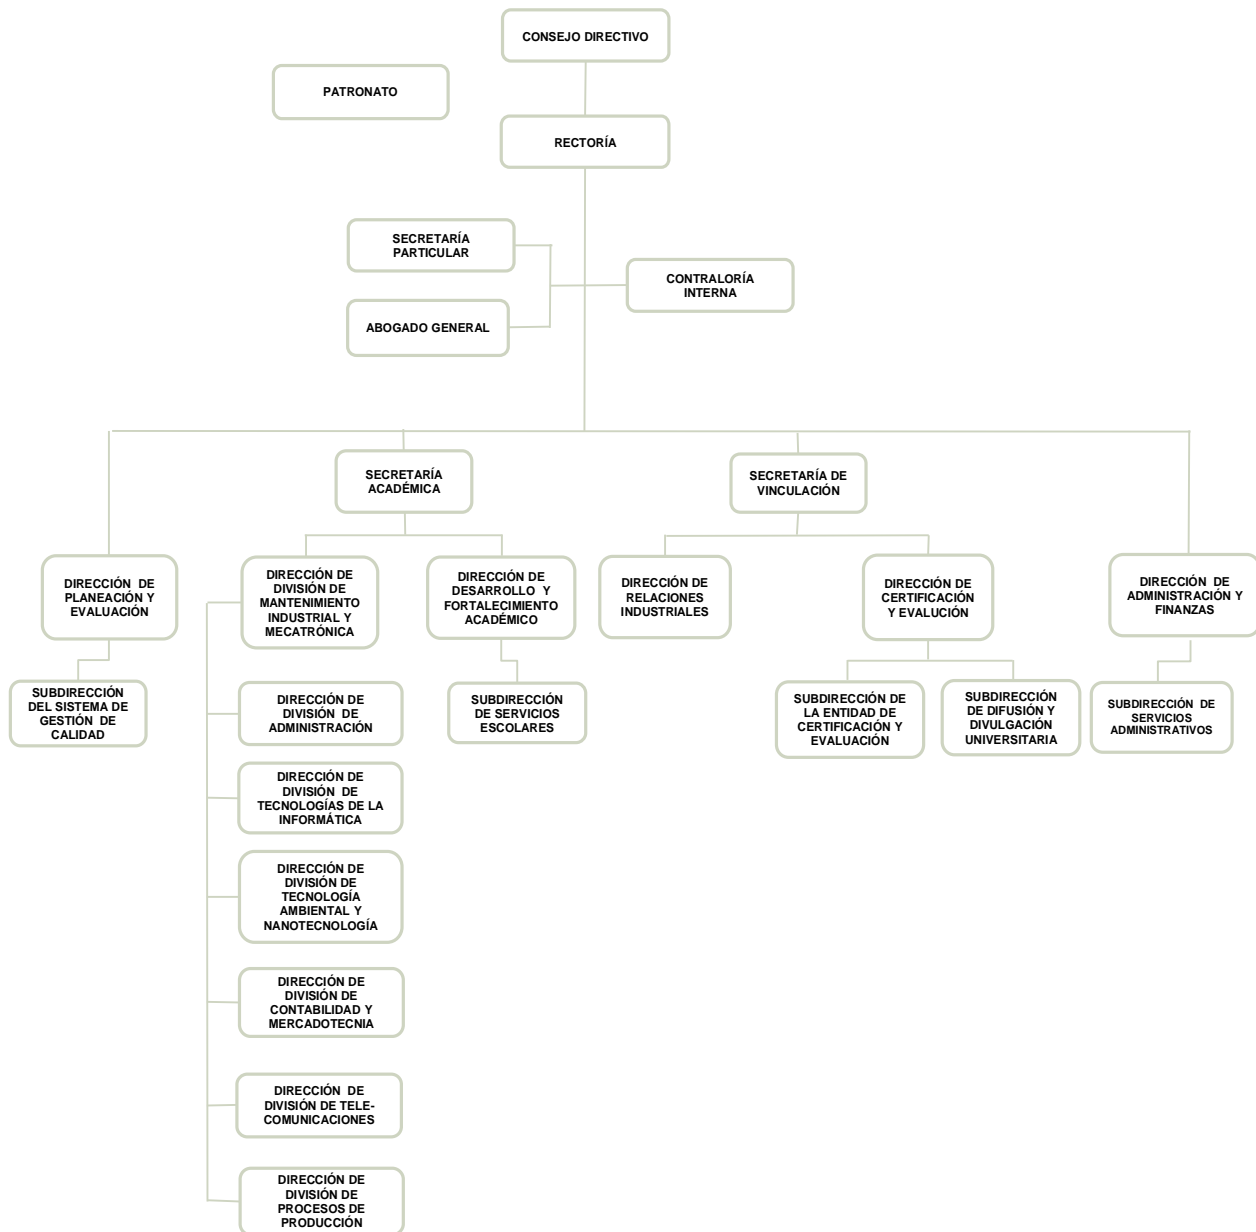 CONSEJO DIRECTIVO
PATRONATO
RECTORÍA
SECRETARÍA
PARTICULAR
CONTRALORÍA
INTERNA
ABOGADO GENERAL
SECRETARÍA
ACADÉMICA
SECRETARÍA DE
VINCULACIÓN
DIRECCIÓN DE
PLANEACIÓN Y
EVALUACIÓN
DIRECCIÓN DE
DIVISIÓN DE
MANTENIMIENTO
INDUSTRIAL Y
MECATRÓNICA
DIRECCIÓN DE
DESARROLLO Y
FORTALECIMIENTO
ACADÉMICO
DIRECCIÓN DE
RELACIONES
INDUSTRIALES
DIRECCIÓN DE
CERTIFICACIÓN
Y EVALUCIÓN
DIRECCIÓN DE
ADMINISTRACIÓN Y
FINANZAS
SUBDIRECCIÓN
DEL SISTEMA DE
GESTIÓN DE
CALIDAD
DIRECCIÓN DE
DIVISIÓN DE
ADMINISTRACIÓN
SUBDIRECCIÓN
DE SERVICIOS
ESCOLARES
SUBDIRECCIÓN DE
LA ENTIDAD DE
CERTIFICACIÓN Y
EVALUACIÓN
SUBDIRECCIÓN
DE DIFUSIÓN Y
DIVULGACIÓN
UNIVERSITARIA
SUBDIRECCIÓN DE
SERVICIOS
ADMINISTRATIVOS
DIRECCIÓN DE
DIVISIÓN DE
TECNOLOGÍAS DE LA
INFORMÁTICA
DIRECCIÓN DE
DIVISIÓN DE
TECNOLOGÍA
AMBIENTAL Y
NANOTECNOLOGÍA
DIRECCIÓN DE
DIVISIÓN DE
CONTABILIDAD Y
MERCADOTECNIA
DIRECCIÓN DE
DIVISIÓN DE TELE-
COMUNICACIONES
DIRECCIÓN DE
DIVISIÓN DE
PROCESOS DE
PRODUCCIÓN